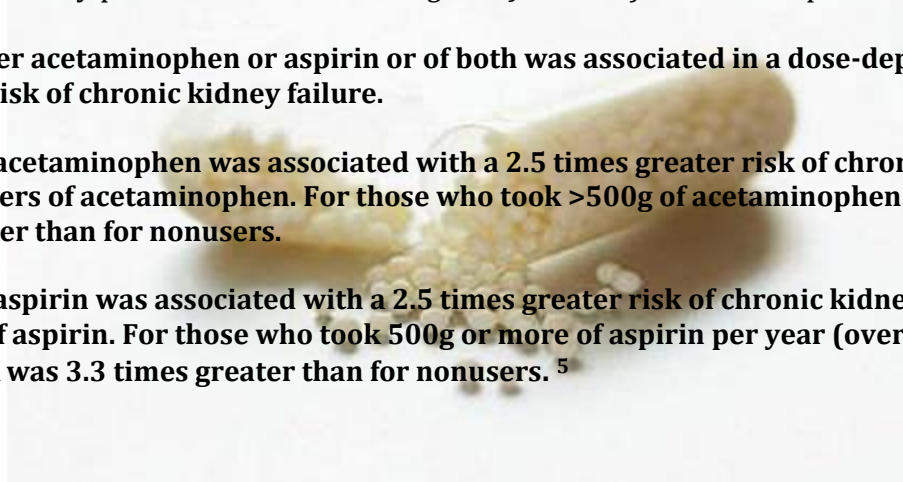 er acetaminophen or aspirin or of both was associated in a dose-dep
isk of chronic kidney failure.
acetaminophen was associated with a 2.5 times greater risk of chron
ers of acetaminophen. For those who took >500g of acetaminophen
er than for nonusers.
aspirin was associated with a 2.5 times greater risk of chronic kidne
f aspirin. For those who took 500g or more of aspirin per year (over
was 3.3 times greater than for nonusers. 5